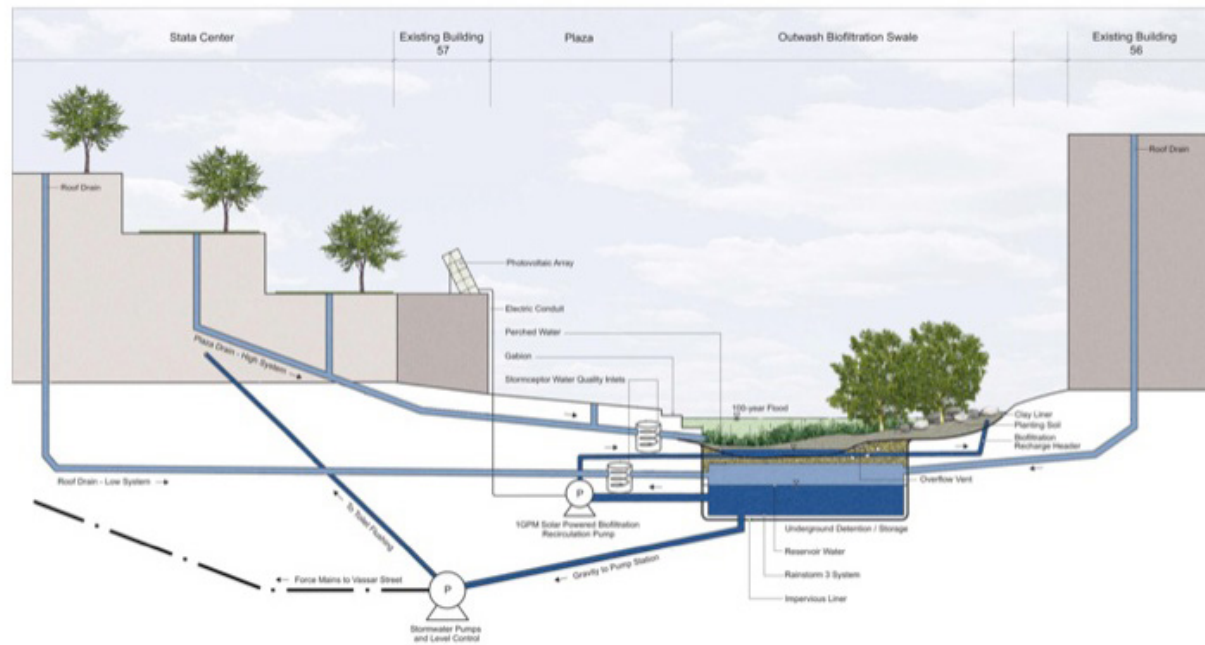 Stata Center
Existing Building
57
Plaza
Outwash Biofiltration Swale
Existing Building
56
Roof Drain
Roof Drain
Photovoltaic Array
Electric Conduit
Perched Water
Plaza Drain - High System
Gabion
Stormceptor Water Quality Inlets
100-year Flood
Clay Liner
Planting Soil
Biofiltration
Recharge Header
Overflow Vent
Roof Drain - Low System
P
1GPM Solar Powered Biofiltration
Recirculation Pump
To Toilet Flushing
Underground Detention / Storage
Reservoir Water
Gravity to Pump Station
Rainstorm 3 System
Force Mains to Vassar Street
P
Impervious Liner
Stormwater Pumps
and Level Control